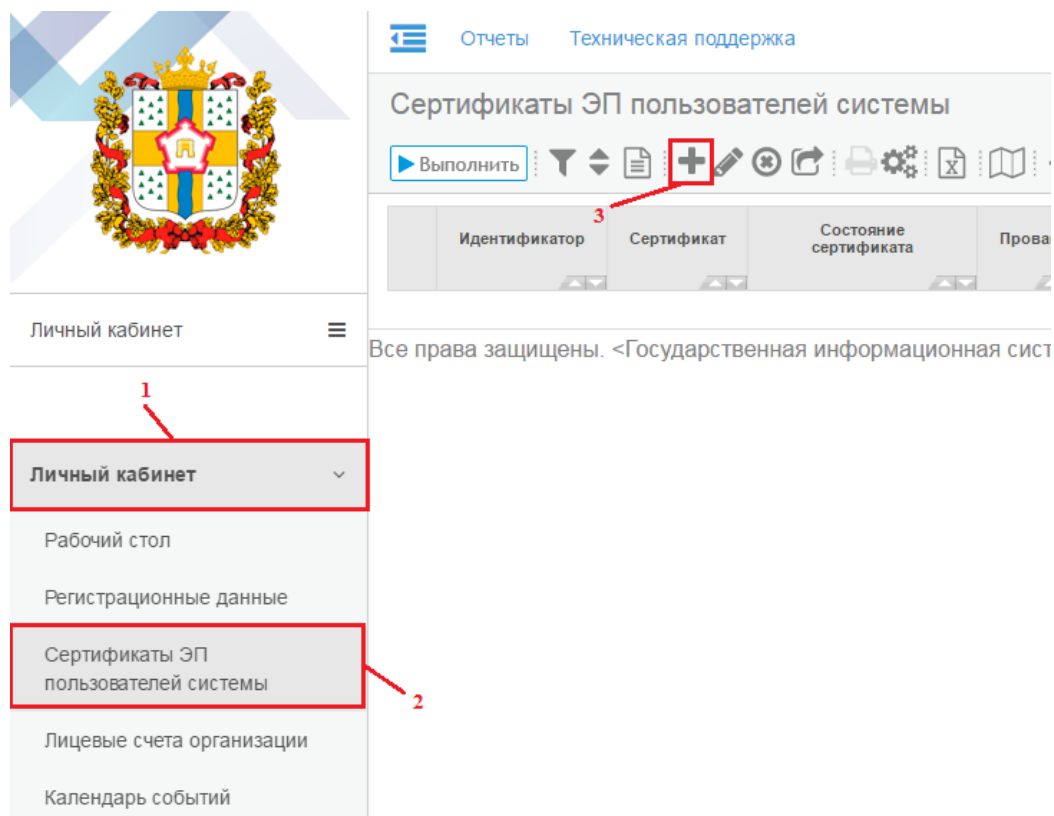 Отчеты Техническая поддержка
Сертификаты ЭП пользователей системы
Выполнить
3
Идентификатор Сертификат Состояние
сертификата
Все права защищены. <Государственная информационная
Личный кабинет
1
Личный кабинет
Рабочий стол
Регистрационные данные
Сертификаты ЭП
пользователей системы
2
Лицевые счета организации
Календарь событий